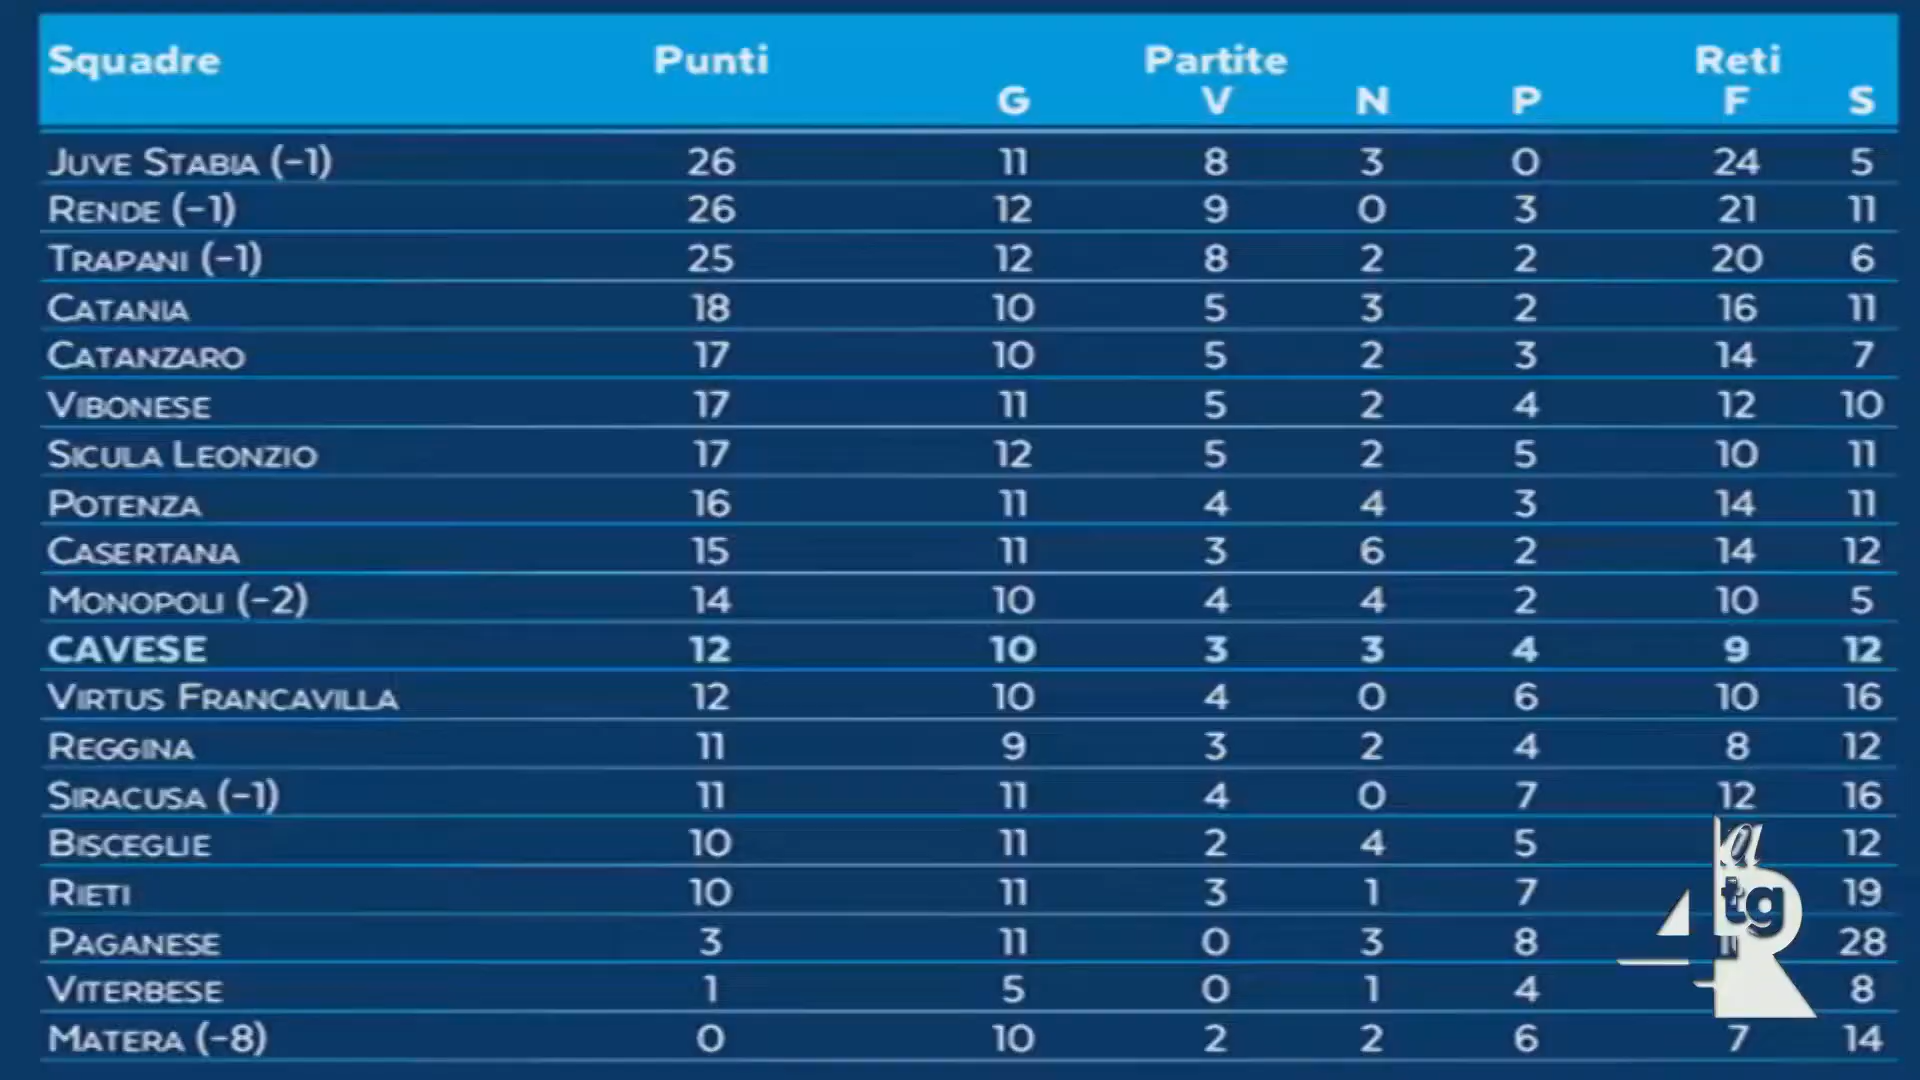 Squadre Punti Partite Reti
G V N P F S
Juve Stabia (-1) 26 11 8 3 0 24 5
Rende (-1) 26 12 9 0 3 21 11
Trapani (-1) 25 12 8 2 2 20 6
Catania 18 10 5 3 2 16 11
Catanzaro 17 10 5 2 3 14 7
Vibonese 17 11 5 2 4 12 10
Sicula Leonzio 17 12 5 2 5 10 11
Potenza 16 11 4 4 3 14 11
Casertana 15 11 3 6 2 14 12
Monopoli (-2) 14 10 4 4 2 10 5
CAVESE 12 10 3 3 4 9 12
Virtus Francavilla 12 10 4 0 6 10 16
Reggina 11 9 3 2 4 8 12
Siracusa (-1) 11 11 4 0 7 12 16
Bisceglie 10 11 2 4 5 12
Rieti 10 11 3 1 7 19
Paganese 3 11 0 3 8 28
Viterbese 1 5 0 1 4 8
Matera (-8) 0 10 2 2 6 7 14
tg